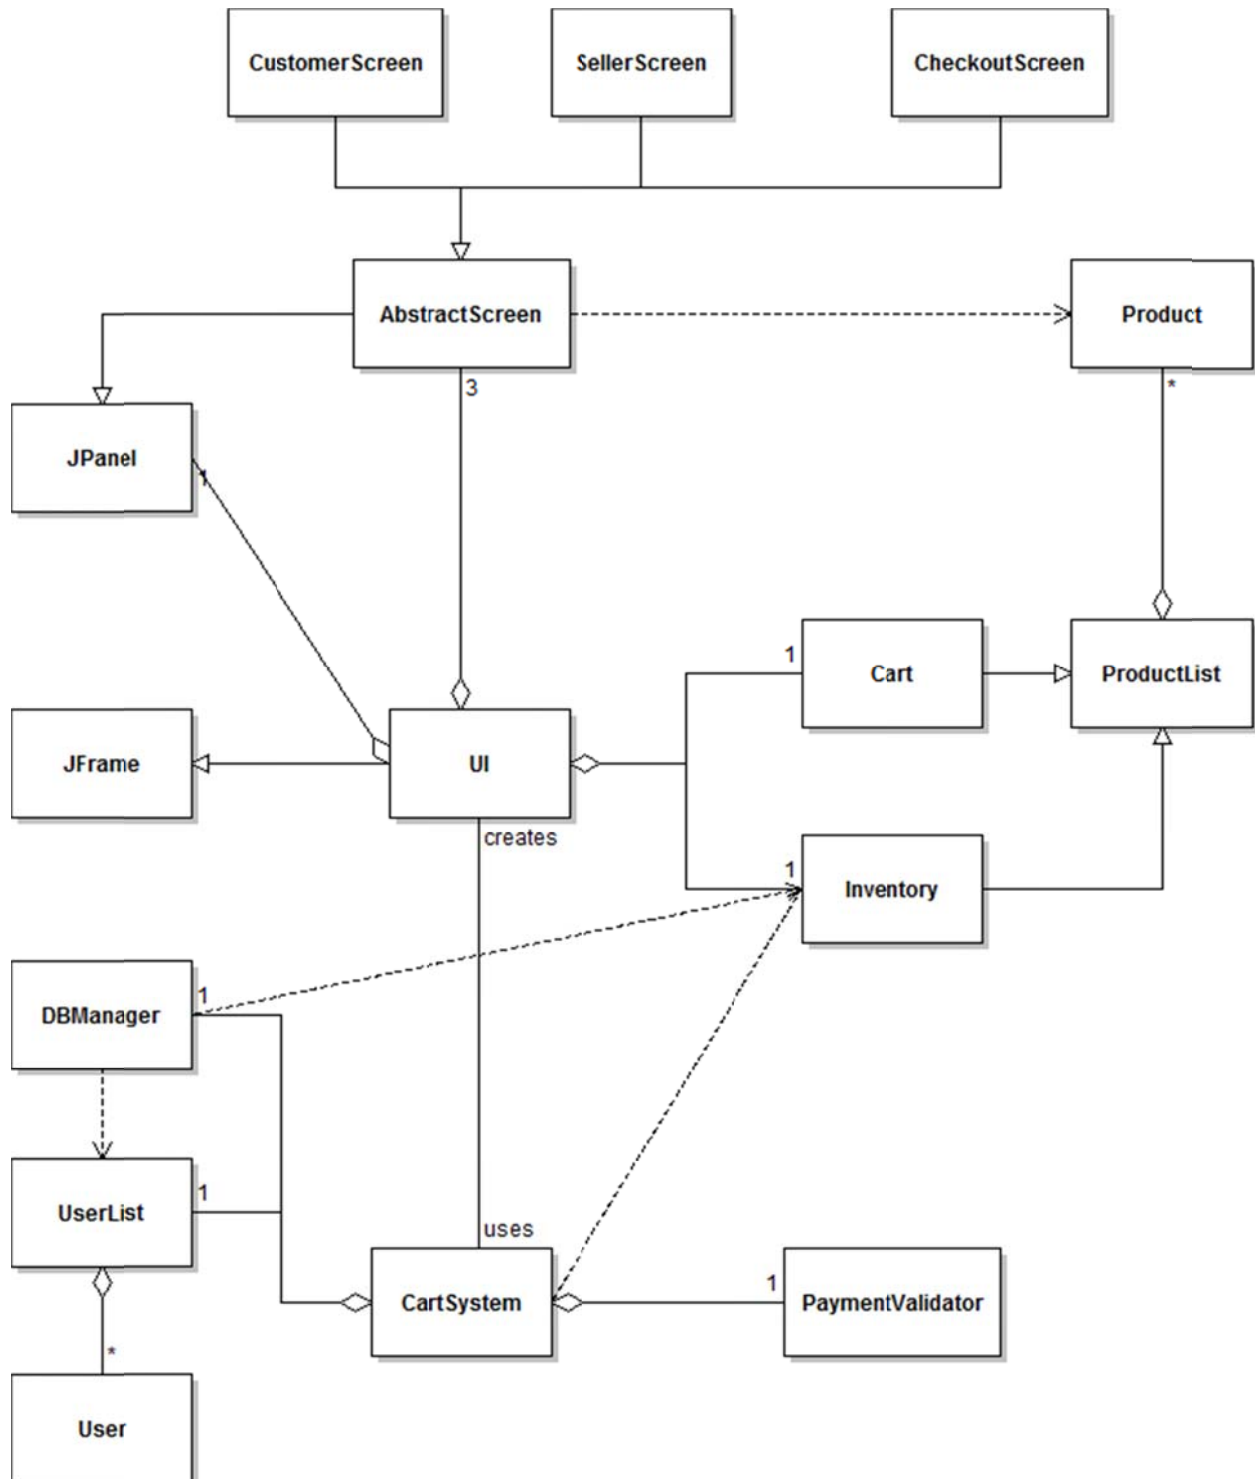 CustomerScreen
SellerScreen
CheckoutScreen
AbstractScreen
Product
3
*
JPanel
1
1
Cart
ProductList
JFrame
UI
creates
1
Inventory
1
DBManager
1
UserList
uses
1
CartSystem
PaymentValidator
*
User